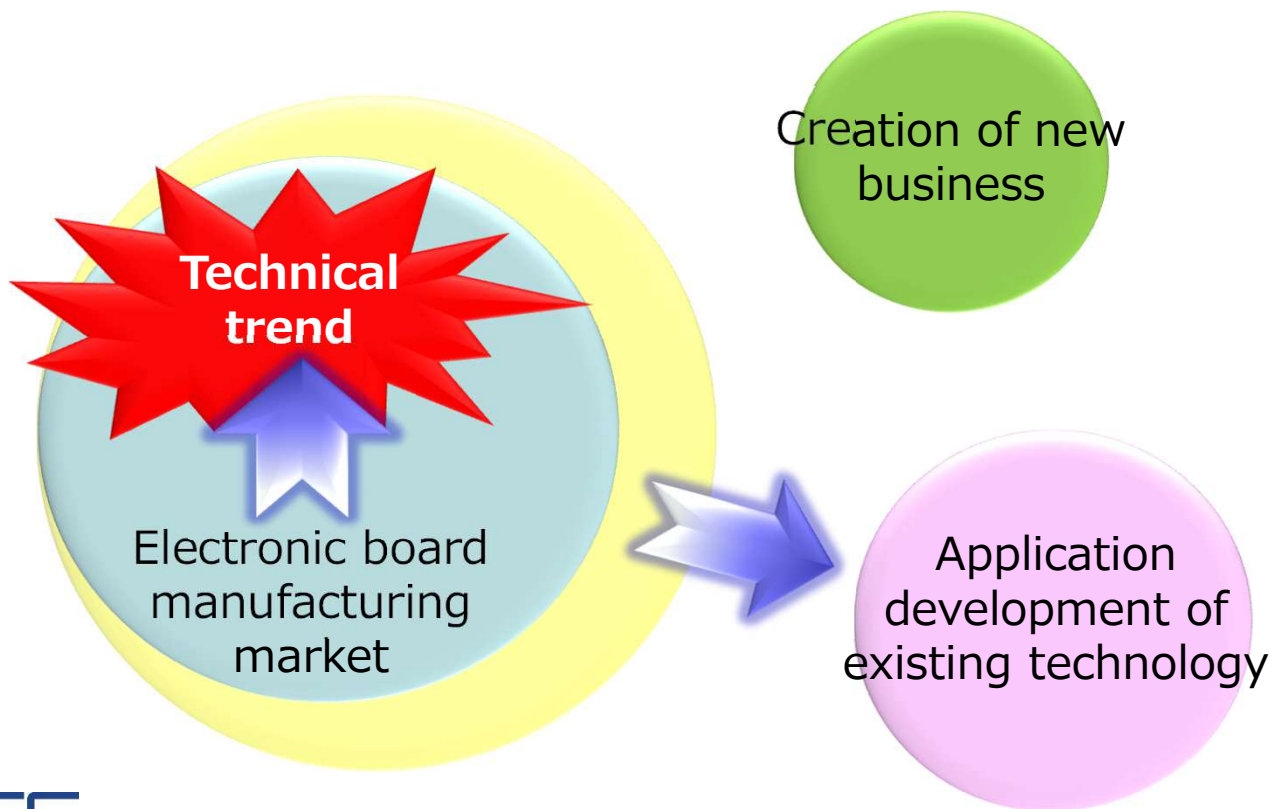 Creation of new
business
Technical
trend
Electronic board
manufacturing
market
Application
development of
existing technology